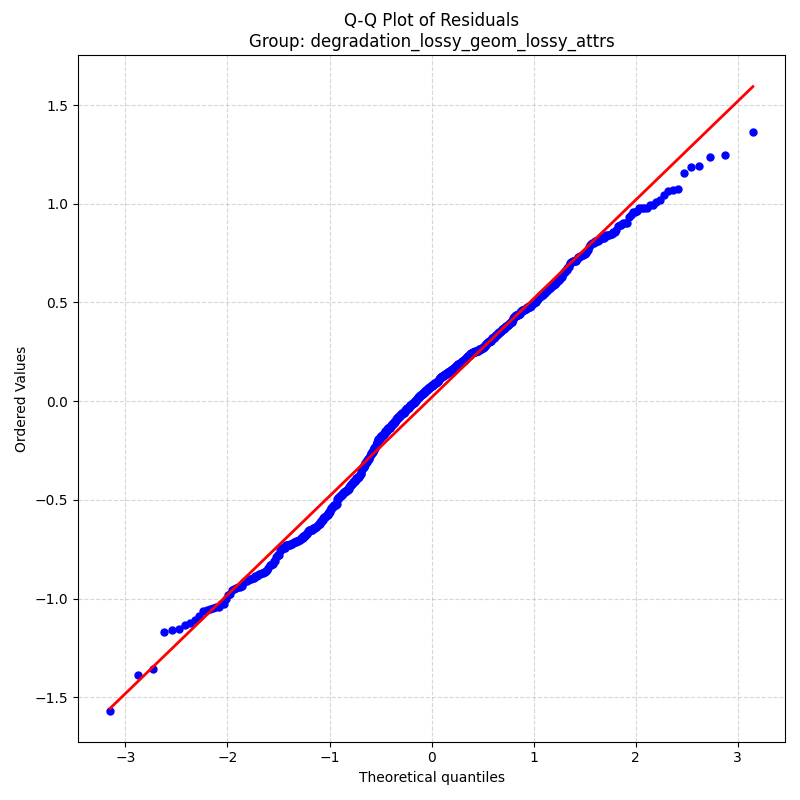 Q-Q Plot of Residuals
Group: degradation_lossy_geom_lossy_attrs
Ordered Values
1.5
1.0
0.5
0.0
−0.5
−1.0
−1.5
−3 −2 −1 0 1 2 3
Theoretical quantiles